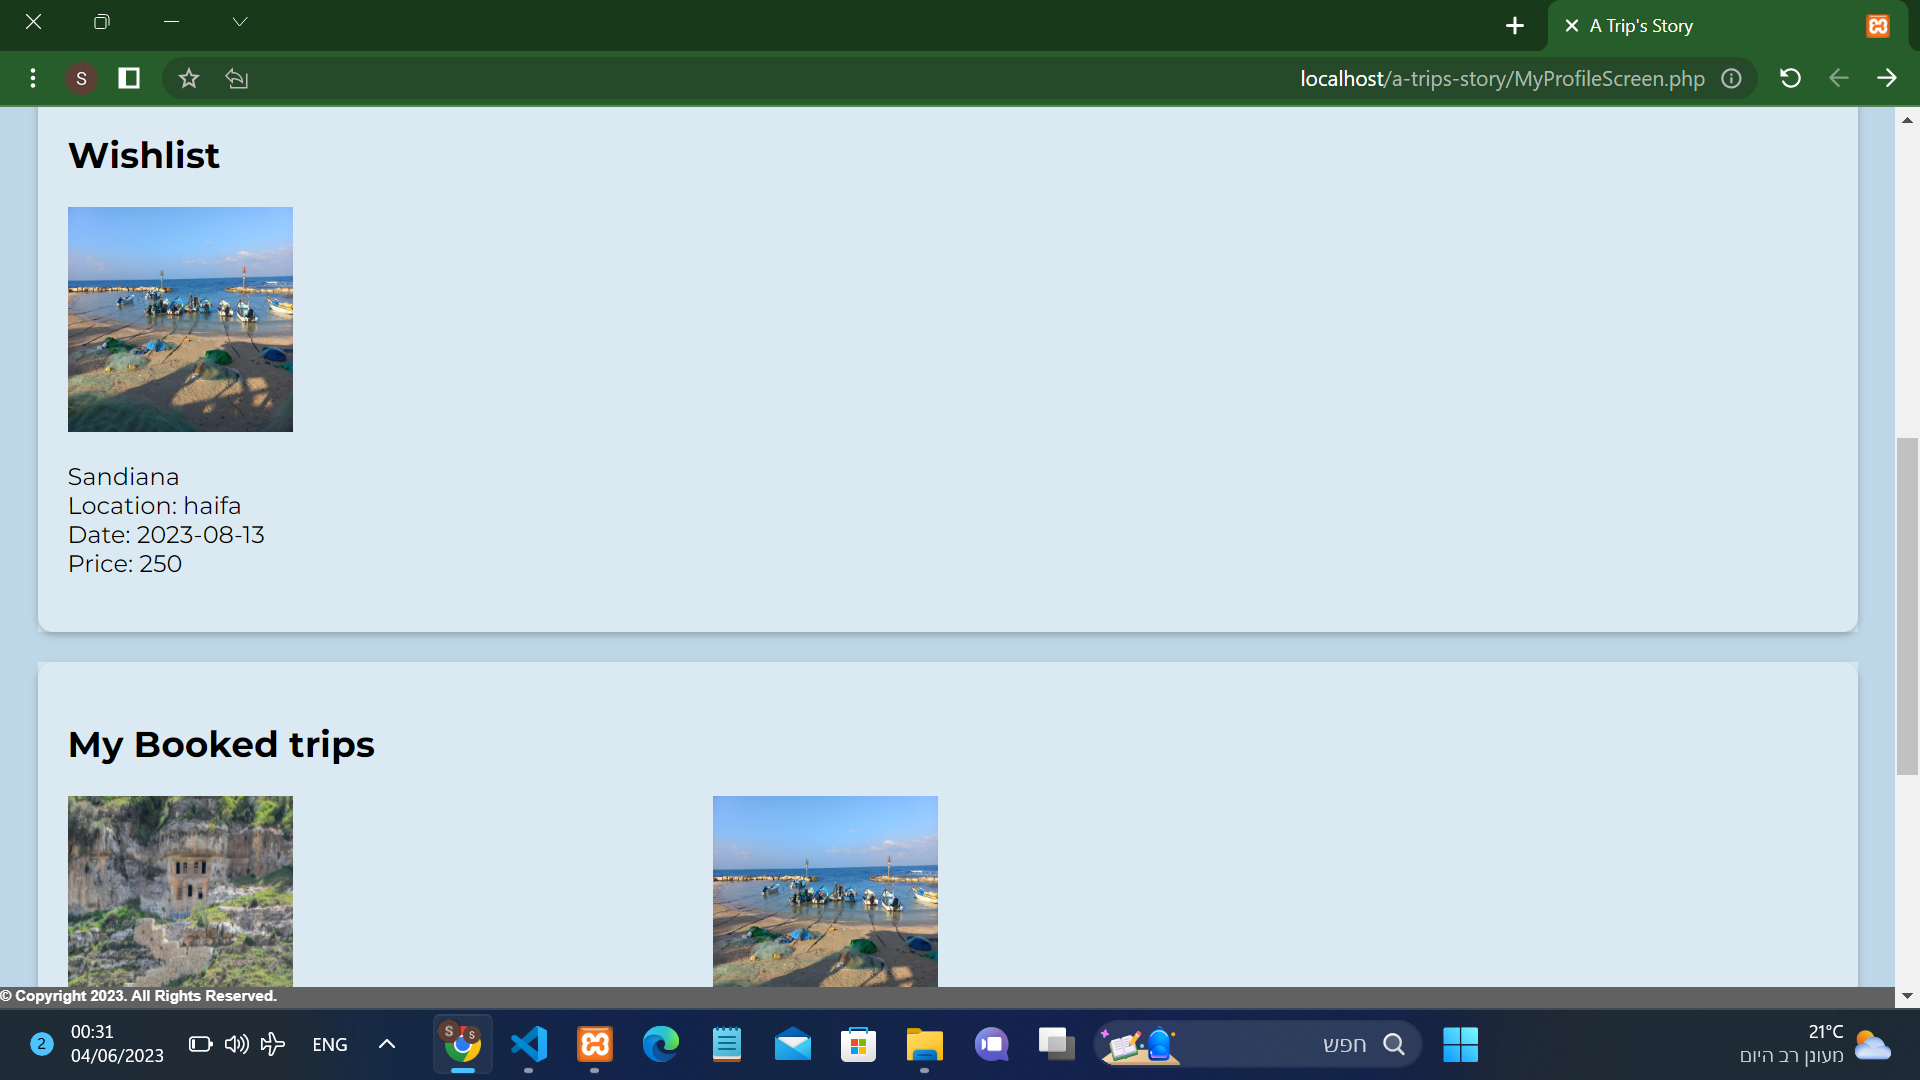 A Trip's Story
S
localhost/a-trips-story/MyProfileScreen.php
Wishlist
Sandiana
Location: haifa
Date: 2023-08-13
Price: 250
My Booked trips
© Copyright 2023. All Rights Reserved.
2
00:31
04/06/2023
ENG
S
S
חפש
21°C
מעונן רב היום